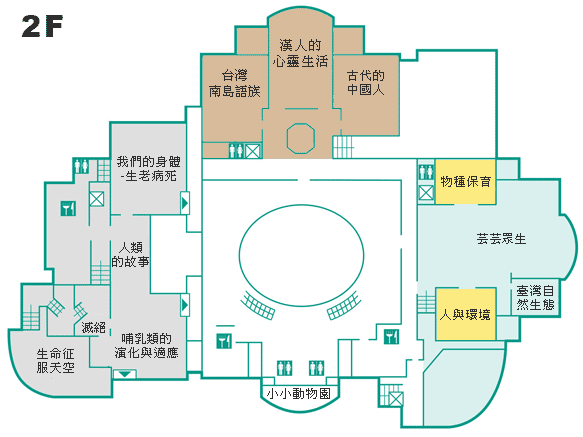 2F
漢人的
心靈生活
台灣
南島語族
古代的
中國人
我們的身體
-生老病死
物種保育
人類
的故事
芸芸眾生
臺灣自
然生態
人與環境
滅絕
哺乳類的
演化與適應
生命征
服天空
小小動物園